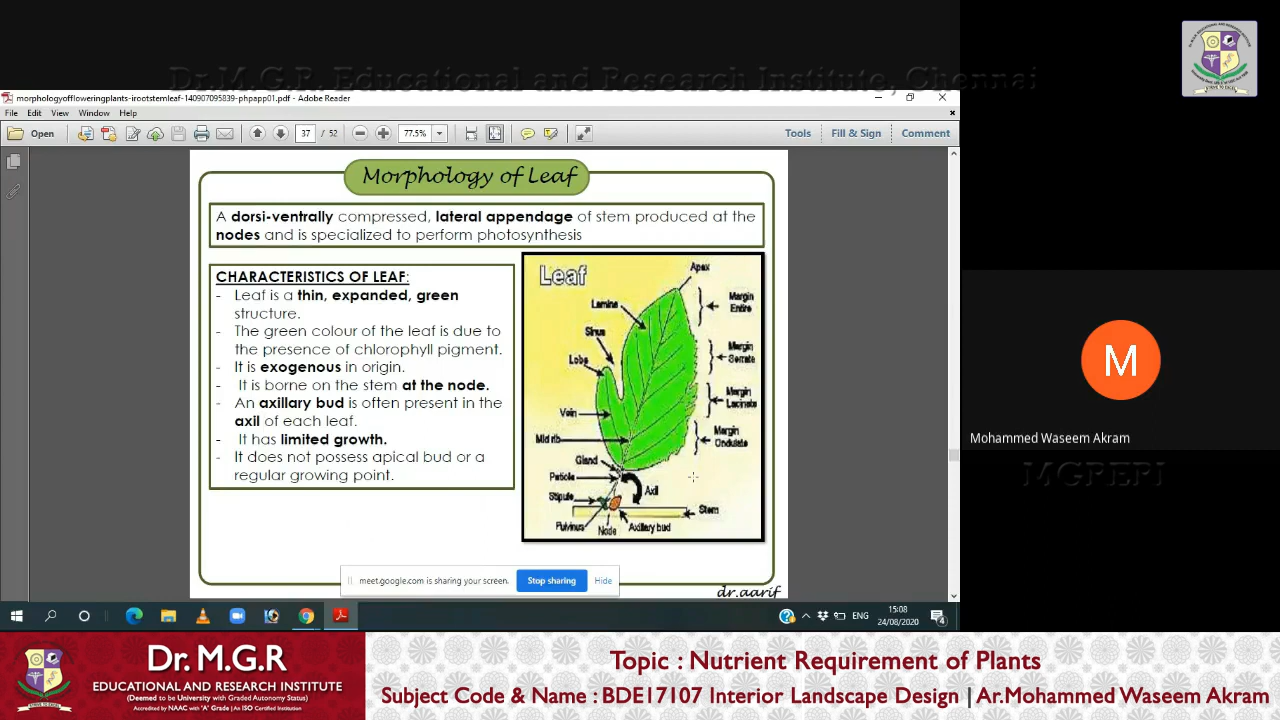 Dr.M.G.R. Educational and Research Institute, Chennai
morphologyoffloweringplants-irootstemleaf-140907095839-phpapp01.pdf - Adobe Reader
File Edit View Window Help
Open 37 / 52 77.5% Tools Fill & Sign Comment
Morphology of Leaf
A dorsi-ventrally compressed, lateral appendage of stem produced at the
nodes and is specialized to perform photosynthesis
CHARACTERISTICS OF LEAF:
- Leaf is a thin, expanded, green
structure.
- The green colour of the leaf is due to
the presence of chlorophyll pigment.
- It is exogenous in origin.
- It is borne on the stem at the node.
- An axillary bud is often present in the
axil of each leaf.
- It has limited growth.
- It does not possess apical bud or a
regular growing point.
Leaf
Apex
Lamina
Margin
Entire
Sinus
Margin
Serrate
Lobe
Margin
Laciniate
Vein
Margin
Undulate
Mid rib
Gland
Petiole
Axil
Stipule
Stem
Pulvinus
Node
Axillary bud
meet.google.com is sharing your screen. Stop sharing Hide
dr.aarif
ENG
15:08
24/08/2020
4
M
Mohammed Waseem Akram
MGRERI
Dr. M.G.R
EDUCATIONAL AND RESEARCH INSTITUTE
(Deemed to be University with Graded Autonomy Status)
Accredited by NAAC with 'A' Grade | An ISO Certified Institution
Topic : Nutrient Requirement of Plants
Subject Code & Name : BDE17107 Interior Landscape Design | Ar.Mohammed Waseem Akram